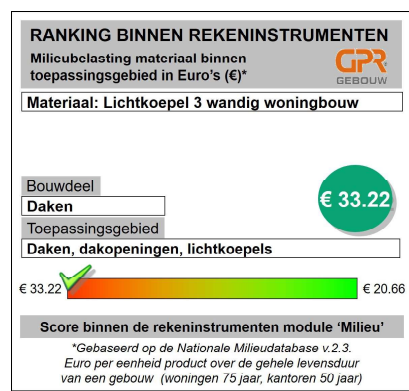 RANKING BINNEN REKENINSTRUMENTEN
Milieubelasting materiaal binnen
toepassingsgebied in Euro's (€)*
GPR
GEBOUW
Materiaal: Lichtkoepel 3 wandig woningbouw
Bouwdeel
Daken
€ 33.22
Toepassingsgebied
Daken, dakopeningen, lichtkoepels
€ 33.22
€ 20.66
Score binnen de rekeninstrumenten module 'Milieu'
*Gebaseerd op de Nationale Milieudatabase v.2.3.
Euro per eenheid product over de gehele levensduur
van een gebouw (woningen 75 jaar, kantoren 50 jaar)